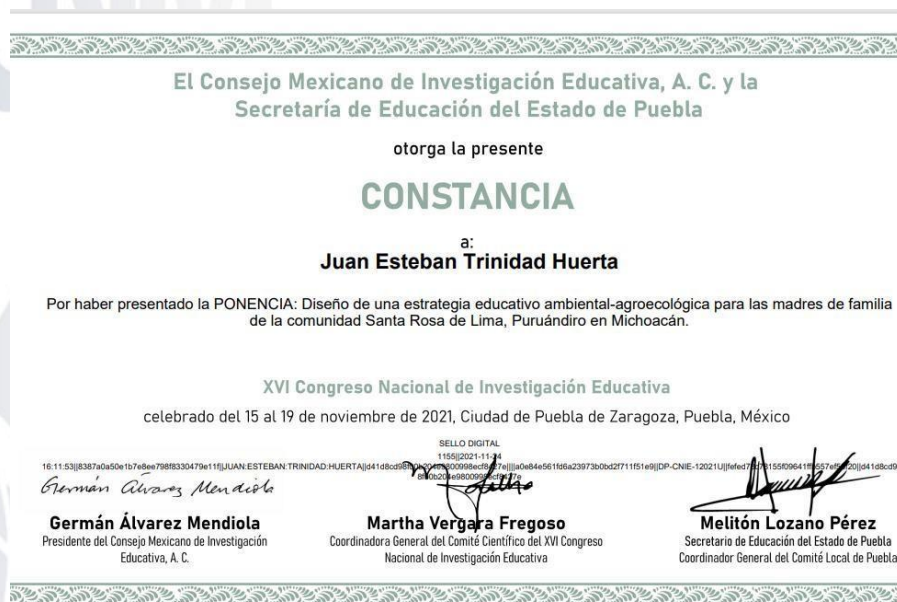 El Consejo Mexicano de Investigación Educativa, A. C. y la
Secretaría de Educación del Estado de Puebla
otorga la presente
CONSTANCIA
a:
Juan Esteban Trinidad Huerta
Por haber presentado la PONENCIA: Diseño de una estrategia educativo ambiental-agroecológica para las madres de familia
de la comunidad Santa Rosa de Lima, Puruándiro en Michoacán.
XVI Congreso Nacional de Investigación Educativa
celebrado del 15 al 19 de noviembre de 2021, Ciudad de Puebla de Zaragoza, Puebla, México
SELLO DIGITAL
1155||2021-11-24
Germán Álvarez Mendiola
Germán Álvarez Mendiola
Presidente del Consejo Mexicano de Investigación
Educativa, A. C.
Martha Vergara Fregoso
Coordinadora General del Comité Científico del XVI Congreso
Nacional de Investigación Educativa
Melitón Lozano Pérez
Secretario de Educación del Estado de Puebla
Coordinador General del Comité Local de Puebla